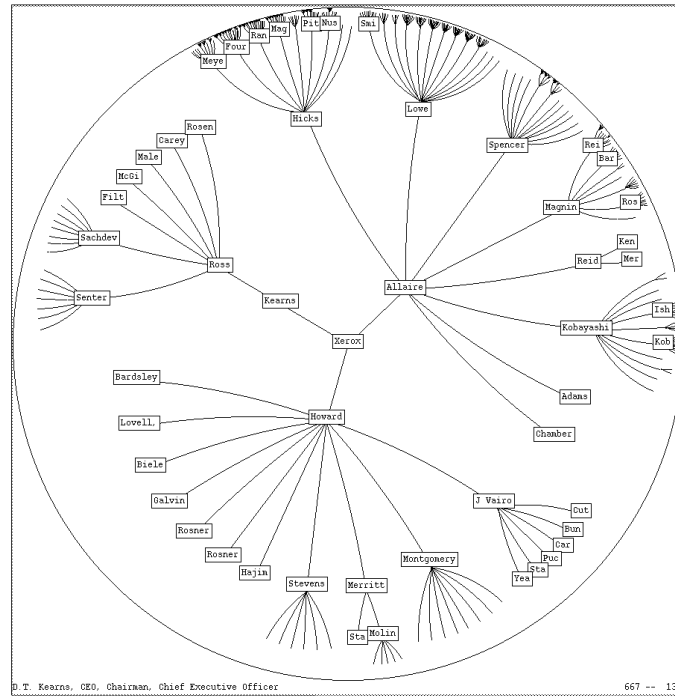 Pit
Nus
Smi
Mag
Ran
Four
Meye
Lowe
Hicks
Rosen
Carey
Spencer
Rei
Male
Bar
McGi
Filt
Ros
Magnin
Sachdev
Ken
Ross
Reid
Mer
Allaire
Senter
Kearns
Ish
Kobayashi
Xerox
Kob
Bardsley
Adams
Howard
Lovell,
Chamber
Biele
Galvin
J Vairo
Cut
Rosner
Bun
Car
Rosner
Puc
Montgomery
Sta
Hajim
Yea
Stevens
Merritt
Sta
Molin
D.T. Kearns, CEO, Chairman, Chief Executive Officer
667 -- 13